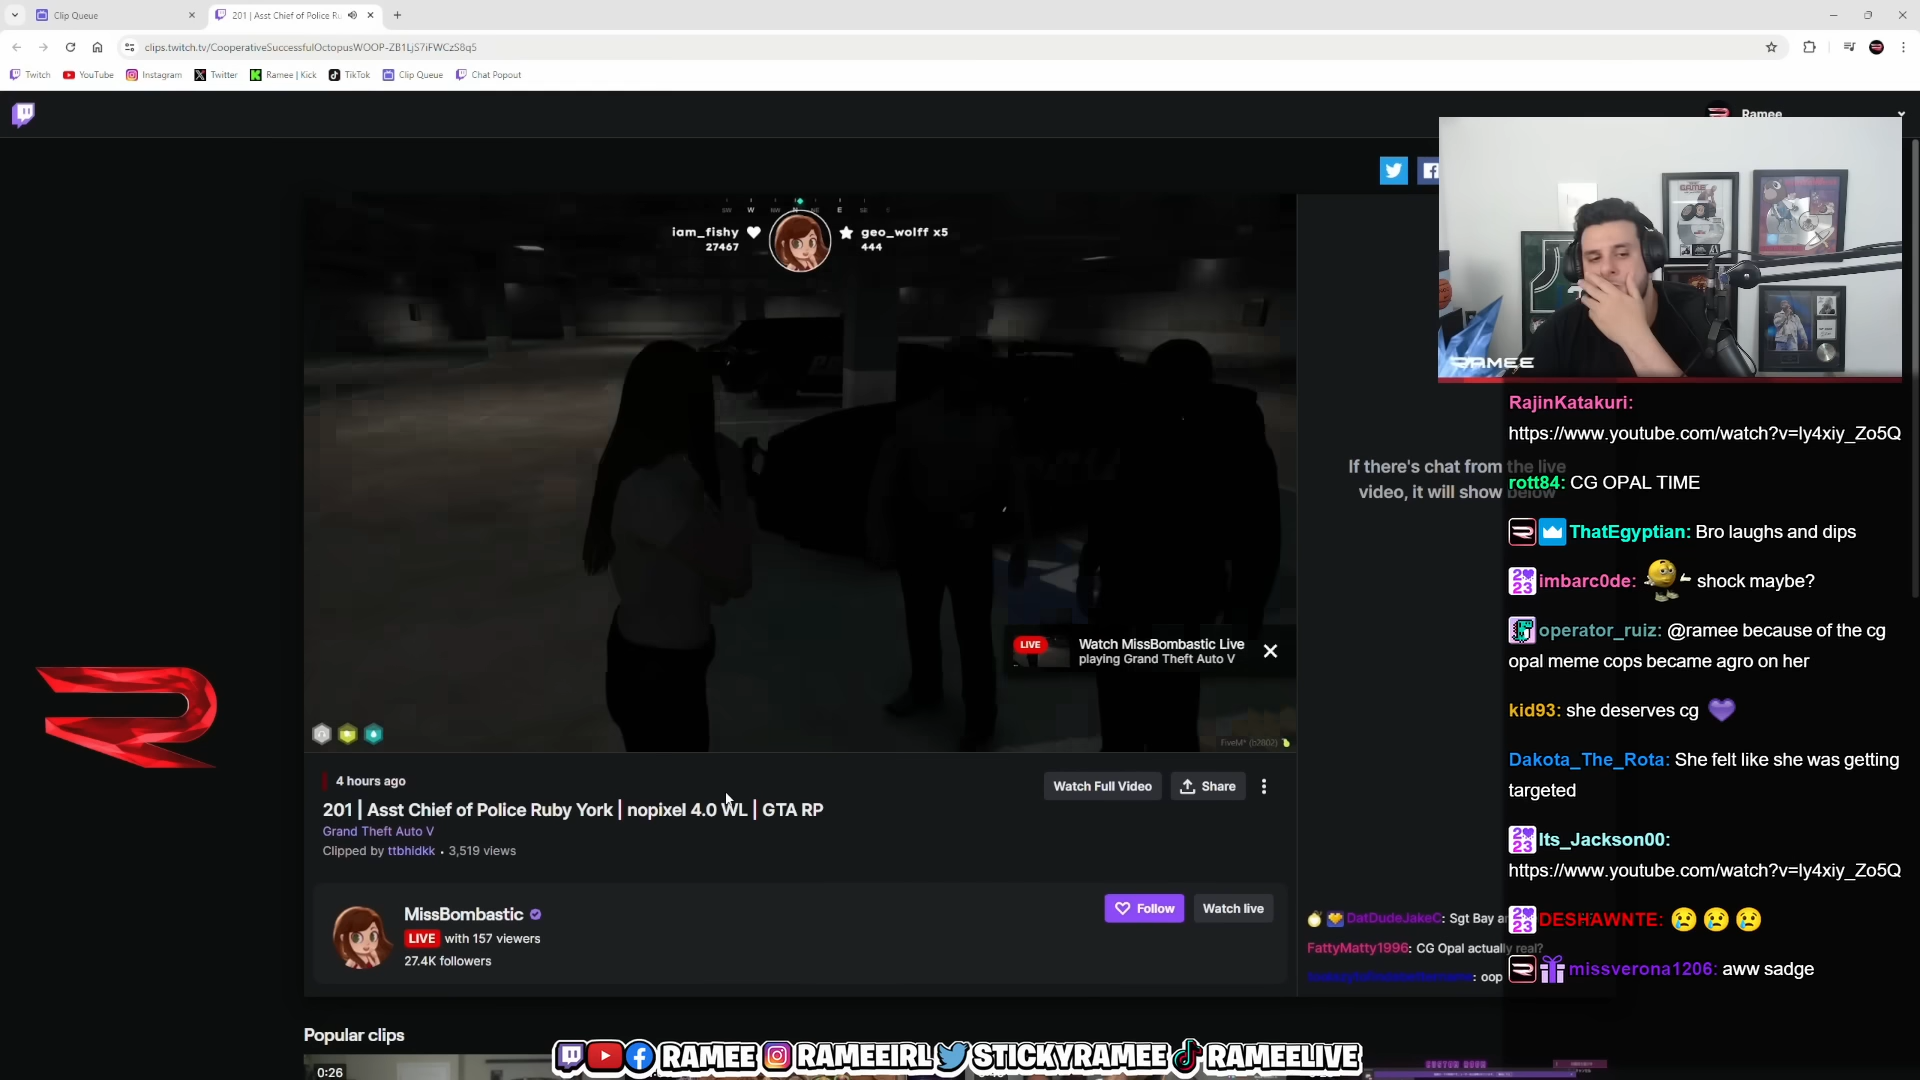 Clip Queue
201 | Asst Chief of Police Ru
clips.twitch.tv/CooperativeSuccessfulOctopusWOOP-ZB1LjS7iFWCzS8q5
Twitch
YouTube
Instagram
Twitter
Ramee | Kick
TikTok
Clip Queue
Chat Popout
Ramee
SW W NW N NE E SE
iam_fishy
27467
geo_wolff x5
444
RAMEE
If there's chat from the live
video, it will show below
LIVE
Watch MissBombastic Live
playing Grand Theft Auto V
FiveM* (b2802)
4 hours ago
Watch Full Video
Share
201 | Asst Chief of Police Ruby York | nopixel 4.0 WL | GTA RP
Grand Theft Auto V
Clipped by ttbhldkk • 3,519 views
MissBombastic
LIVE with 157 viewers
27.4K followers
Follow
Watch live
DatDudeJakeC: Sgt Bay
FattyMatty1996: CG Opal actually real?
: oop
RajinKatakuri:
https://www.youtube.com/watch?v=ly4xiy_Zo5Q
rott84: CG OPAL TIME
ThatEgyptian: Bro laughs and dips
imbarc0de: shock maybe?
operator_ruiz: @ramee because of the cg
opal meme cops became agro on her
kid93: she deserves cg
Dakota_The_Rota: She felt like she was getting
targeted
Its_Jackson00:
https://www.youtube.com/watch?v=ly4xiy_Zo5Q
DESHAWNTE:
missverona1206: aww sadge
Popular clips
0:26
RAMEE RAMEEIRL STICKYRAMEE RAMEELIVE